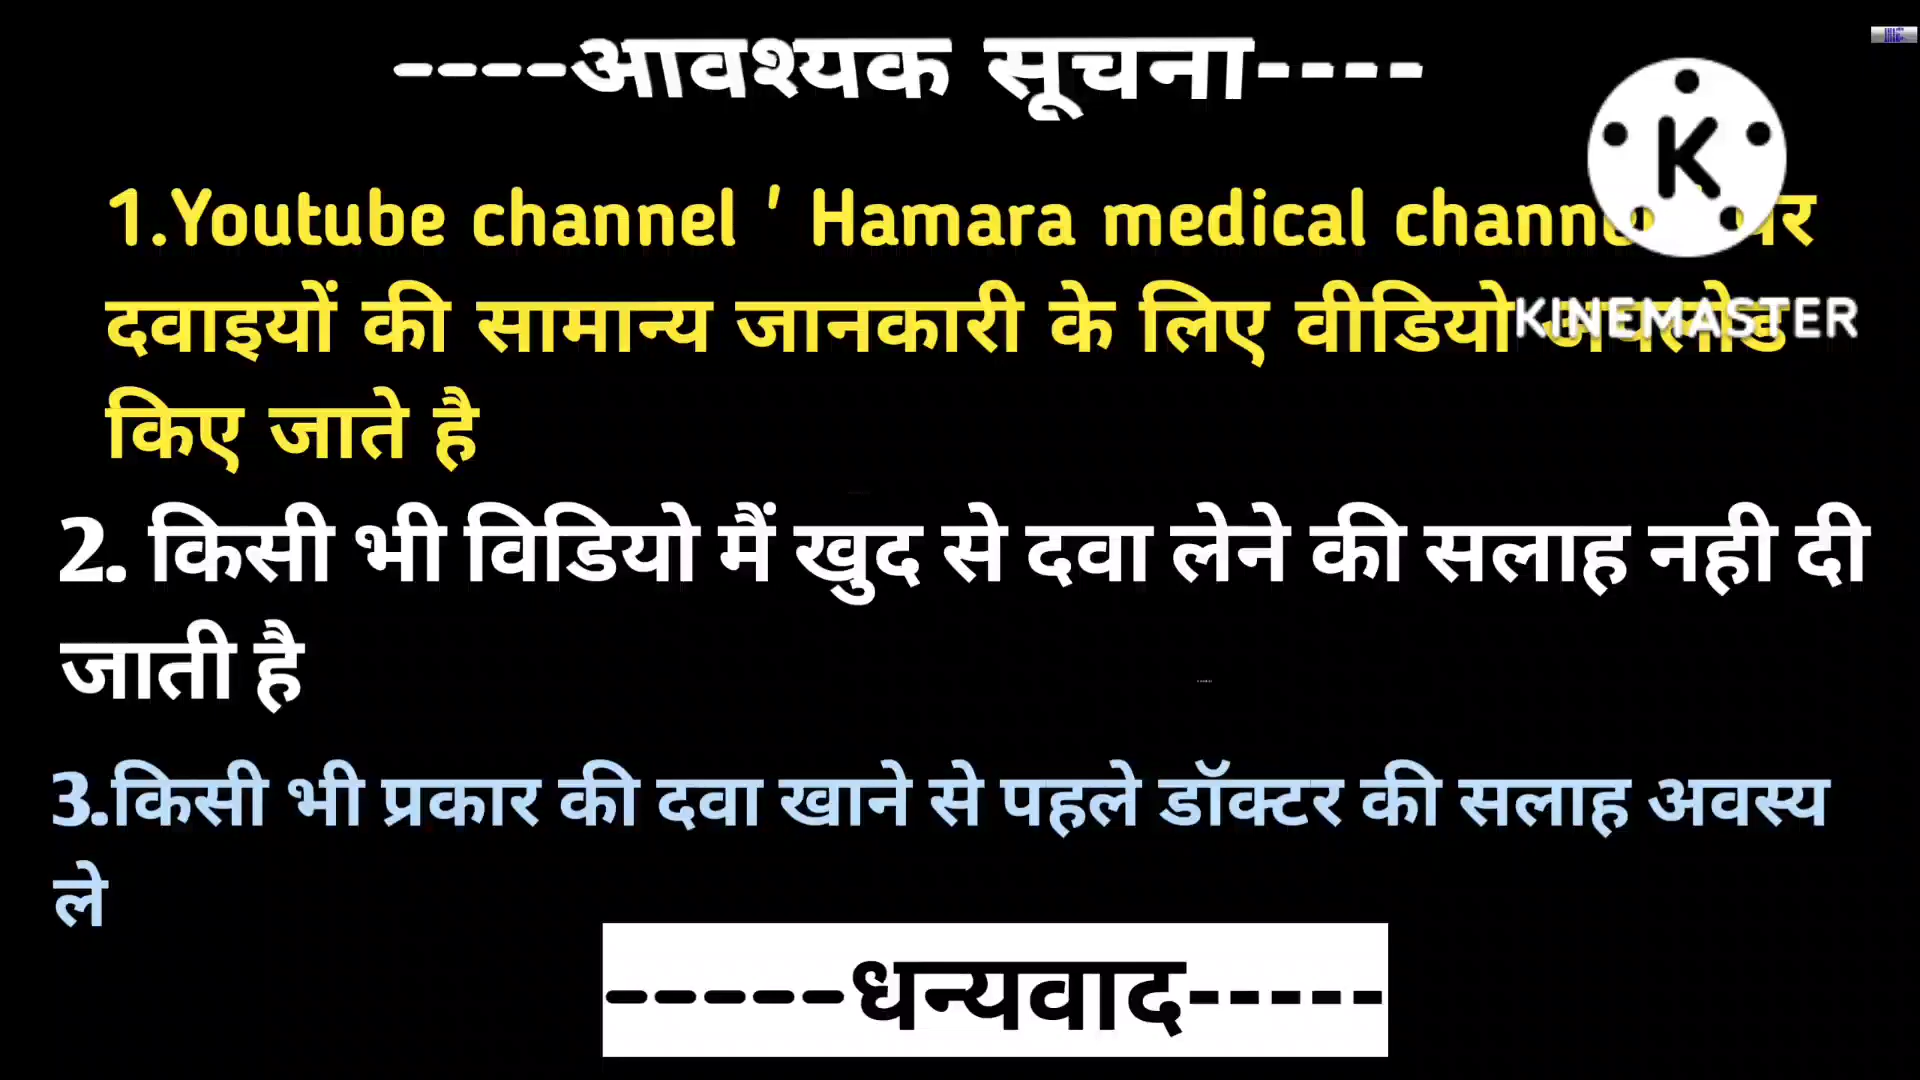 ----आवश्यक सूचना----
K
1.Youtube channel ' Hamara medical
दवाइयों की सामान्य जानकारी के लिए वीडियो
KINEMASTER
किए जाते है
2. किसी भी विडियो मैं खुद से दवा लेने की सलाह नही दी
जाती है
3.किसी भी प्रकार की दवा खाने से पहले डॉक्टर की सलाह अवस्य
ले
-----धन्यवाद-----